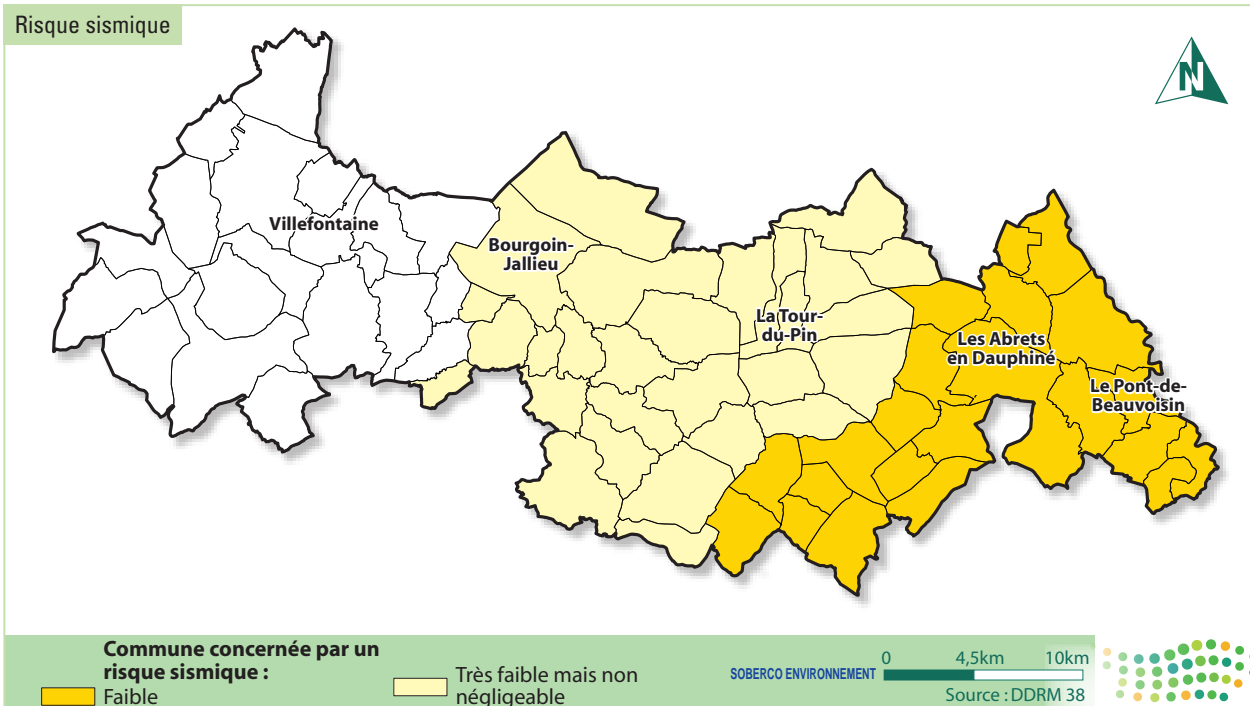 Risque sismique
N
Villefontaine
Bourgoin-
Jallieu
La Tour-
du-Pin
Les Abrets
en Dauphiné
Le Pont-de-
Beauvoisin
Commune concernée par un
risque sismique :
Faible
Très faible mais non
négligeable
SOBERCO ENVIRONNEMENT
0 4,5km 10km
Source : DDRM 38